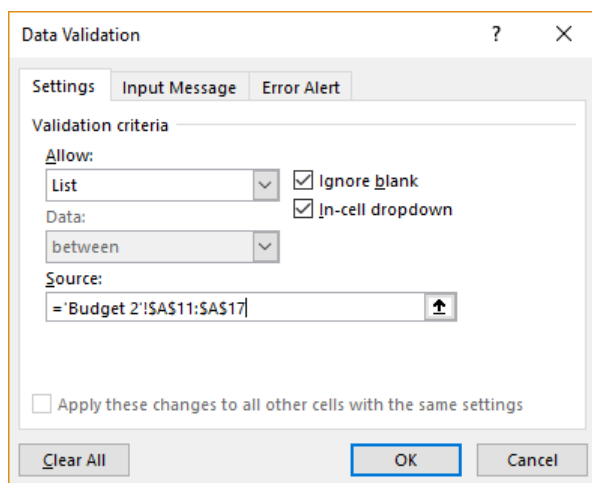 Data Validation ?
Settings Input Message Error Alert
Validation criteria
Allow:
List
Ignore blank
Data:
In-cell dropdown
between
Source:
='Budget 2'!$A$11:$A$17
Apply these changes to all other cells with the same settings
Clear All OK Cancel